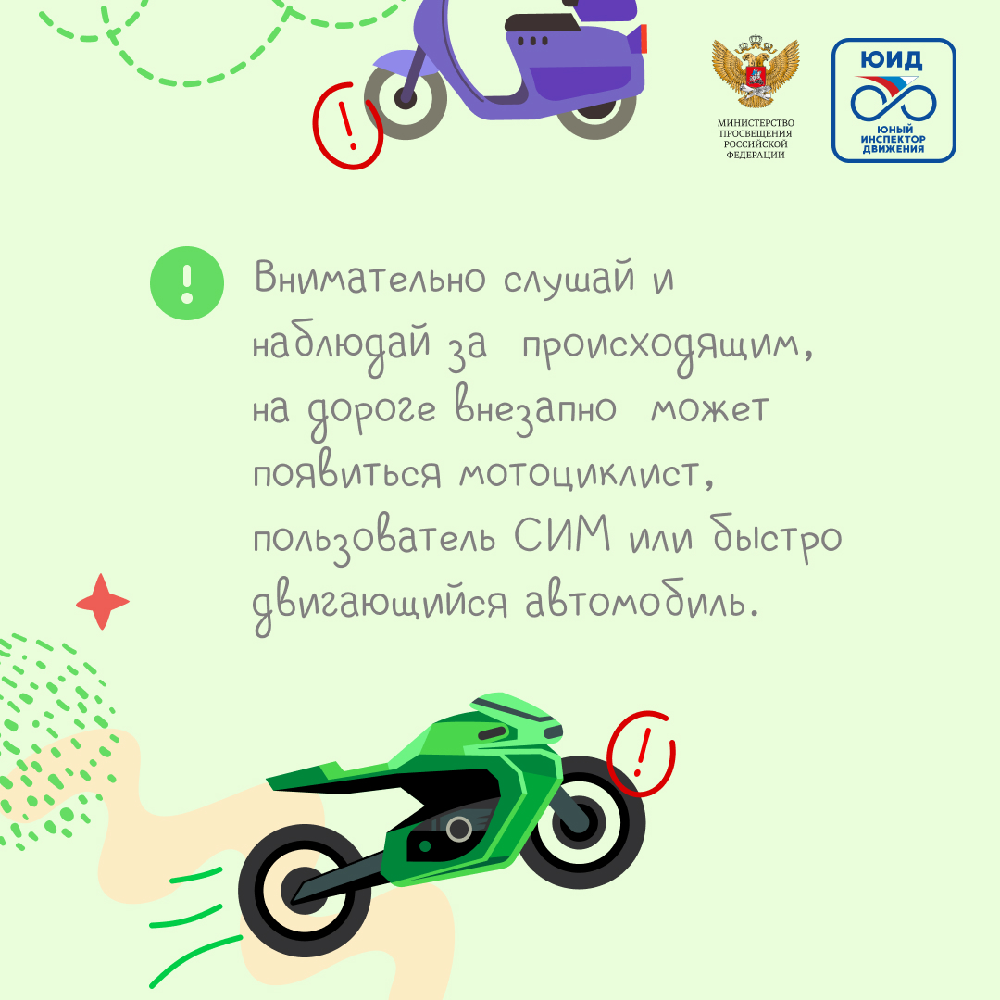 МИНИСТЕРСТВО
ПРОСВЕЩЕНИЯ
РОССИЙСКОЙ
ФЕДЕРАЦИИ
ЮИД
ЮНЫЙ
ИНСПЕКТОР
ДВИЖЕНИЯ
Внимательно слушай и
наблюдай за происходящим,
на дороге внезапно может
появиться мотоциклист,
пользователь СИМ или быстро
двигающийся автомобиль.